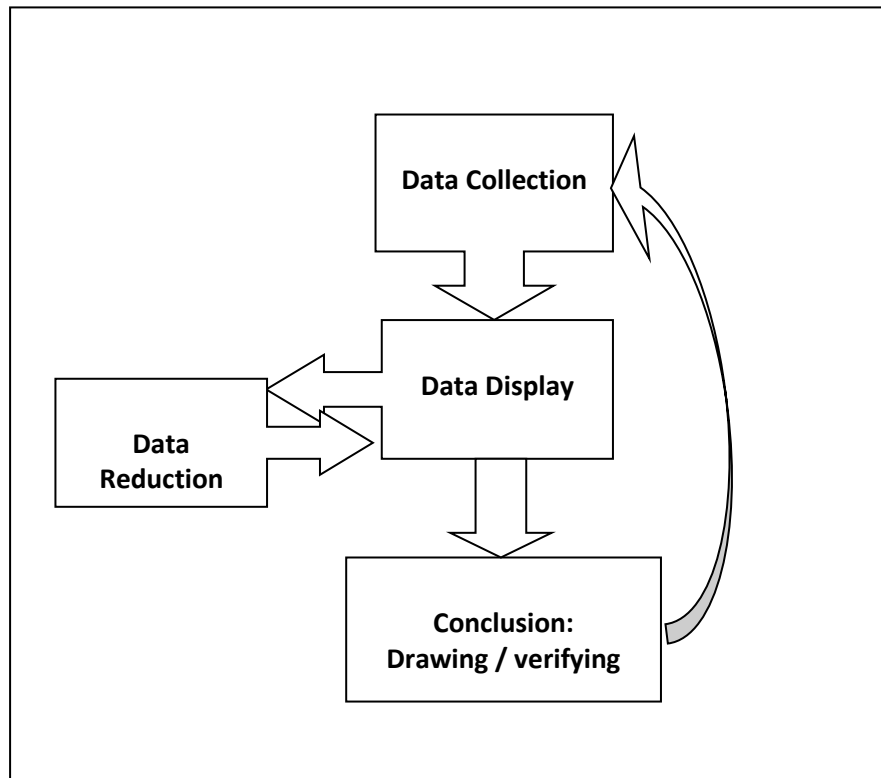 Data Collection
Data Display
Data
Reduction
Conclusion:
Drawing / verifying